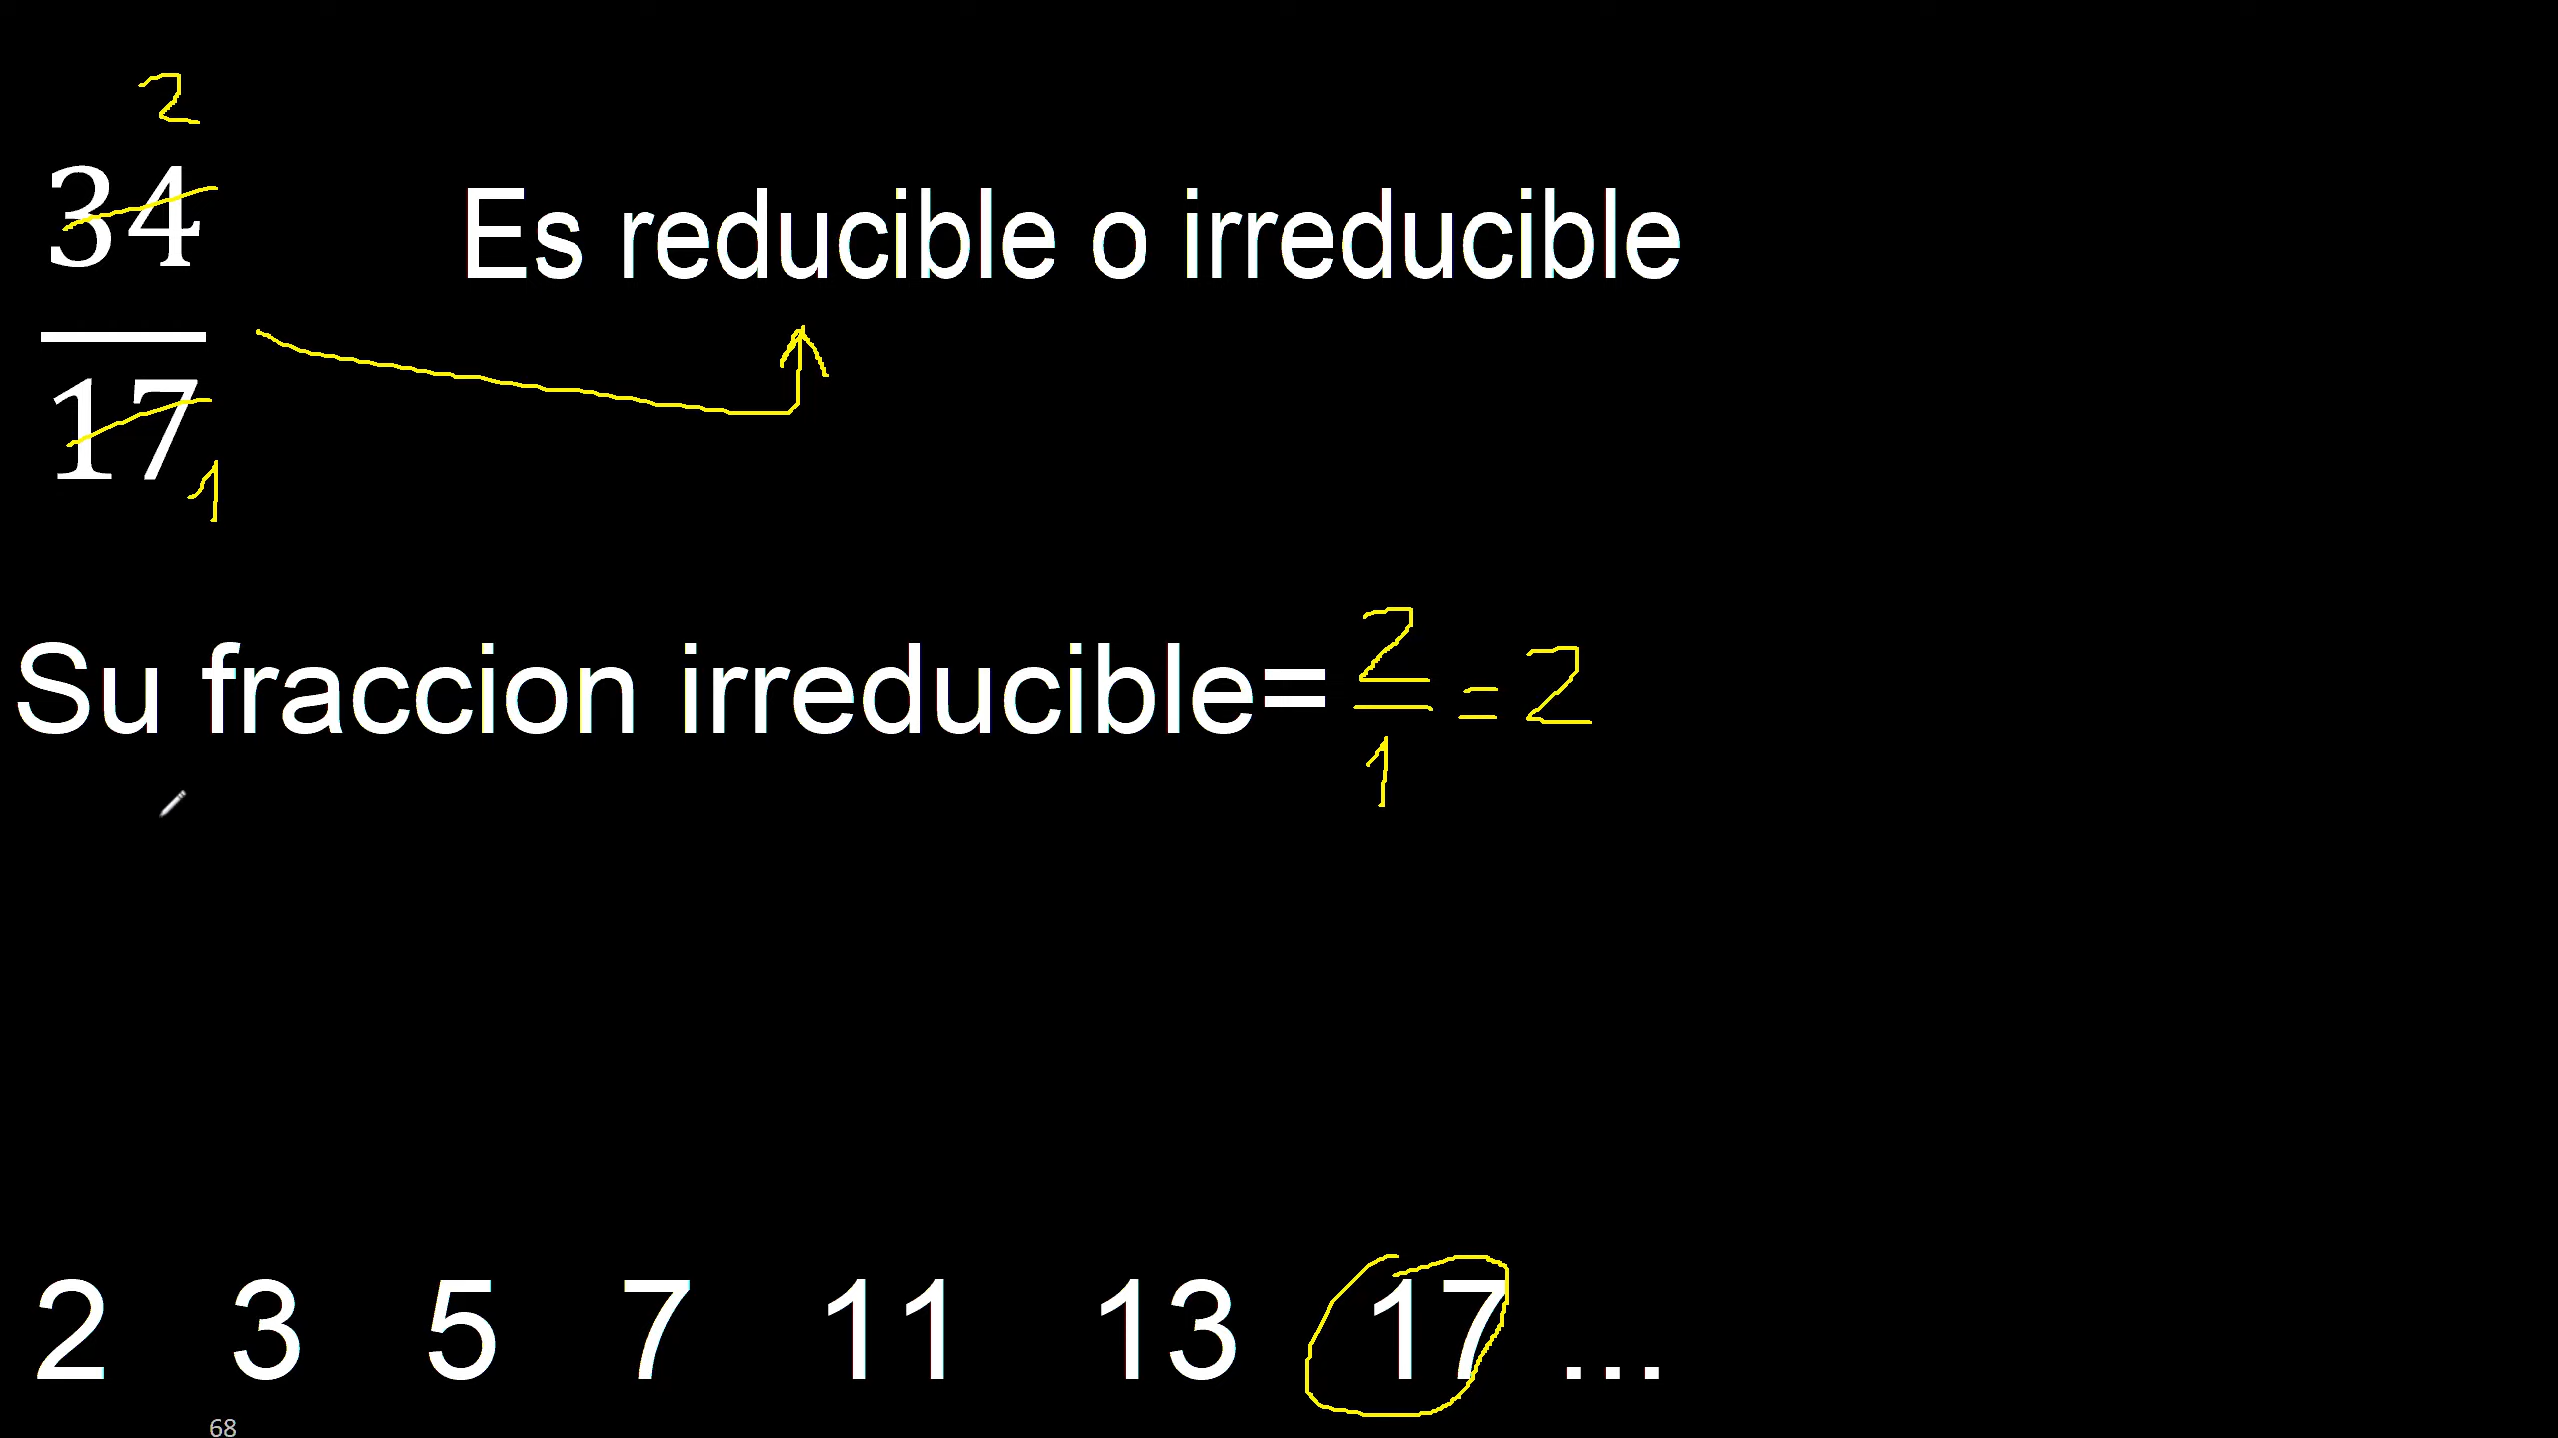 2
34
Es reducible o irreducible
17
1
2
Su fraccion irreducible= = 2
1
2 3 5 7 11 13 17 ...
68